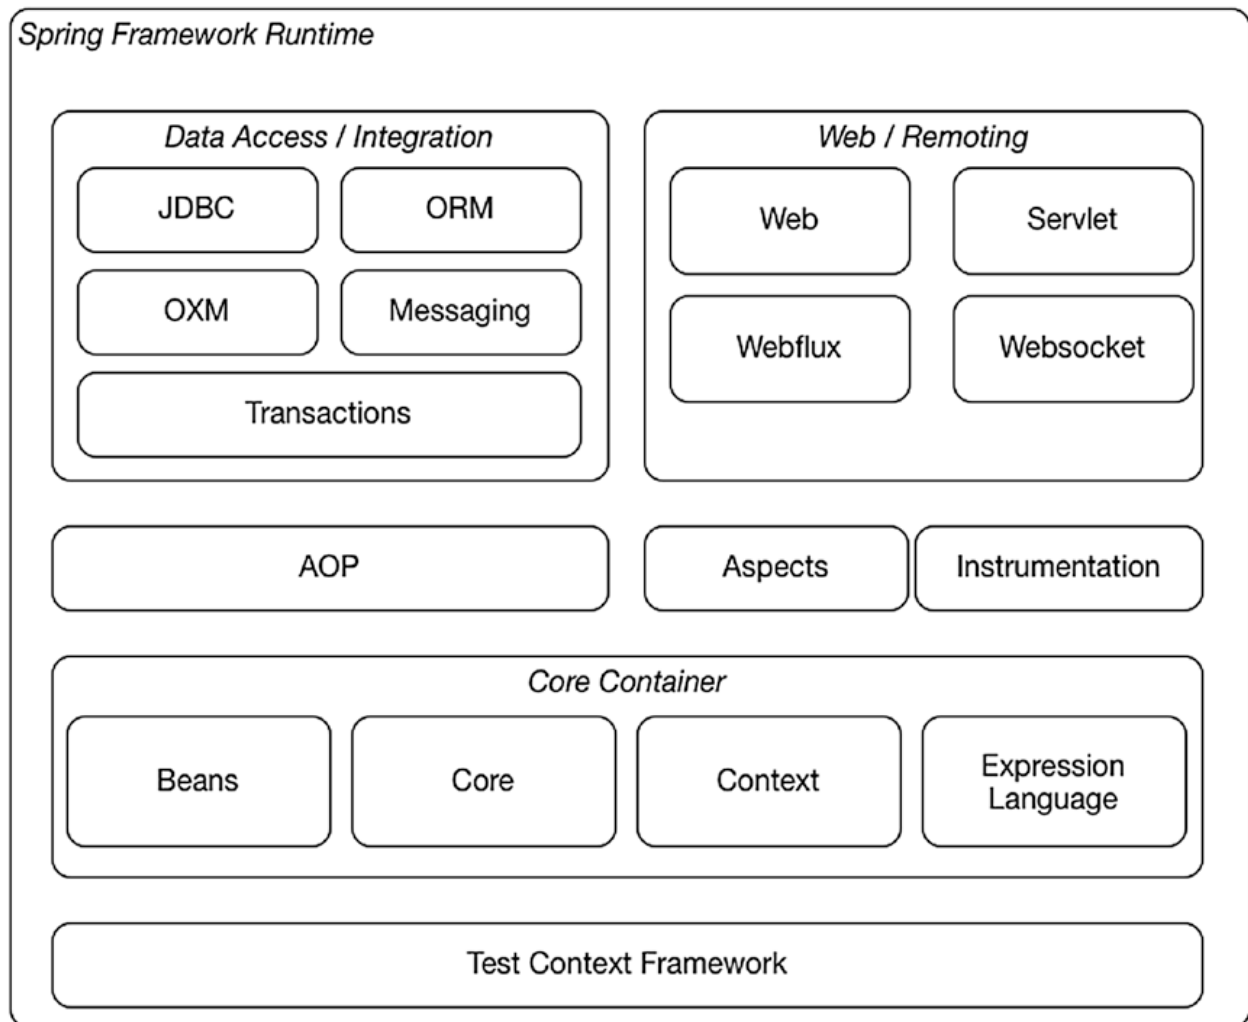 Spring Framework Runtime
Data Access / Integration
JDBC
ORM
OXM
Messaging
Transactions
Web / Remoting
Web
Servlet
Webflux
Websocket
AOP
Aspects
Instrumentation
Core Container
Beans
Core
Context
Expression
Language
Test Context Framework